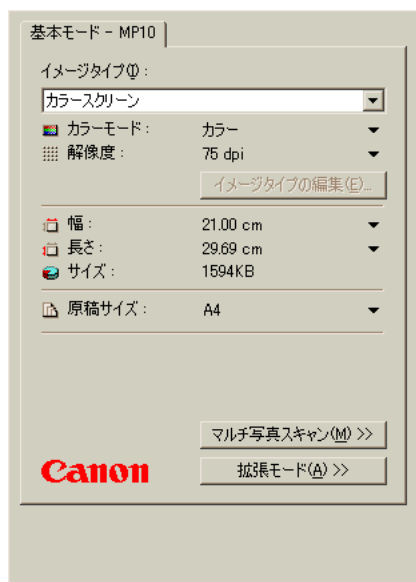 基本モード - MP10
イメージタイプ(I) :
カラースクリーン
カラーモード : カラー
解像度 : 75 dpi
イメージタイプの編集(E)...
幅 : 21.00 cm
長さ : 29.69 cm
サイズ : 1594KB
原稿サイズ : A4
マルチ写真スキャン(M) >>
Canon 拡張モード(A) >>